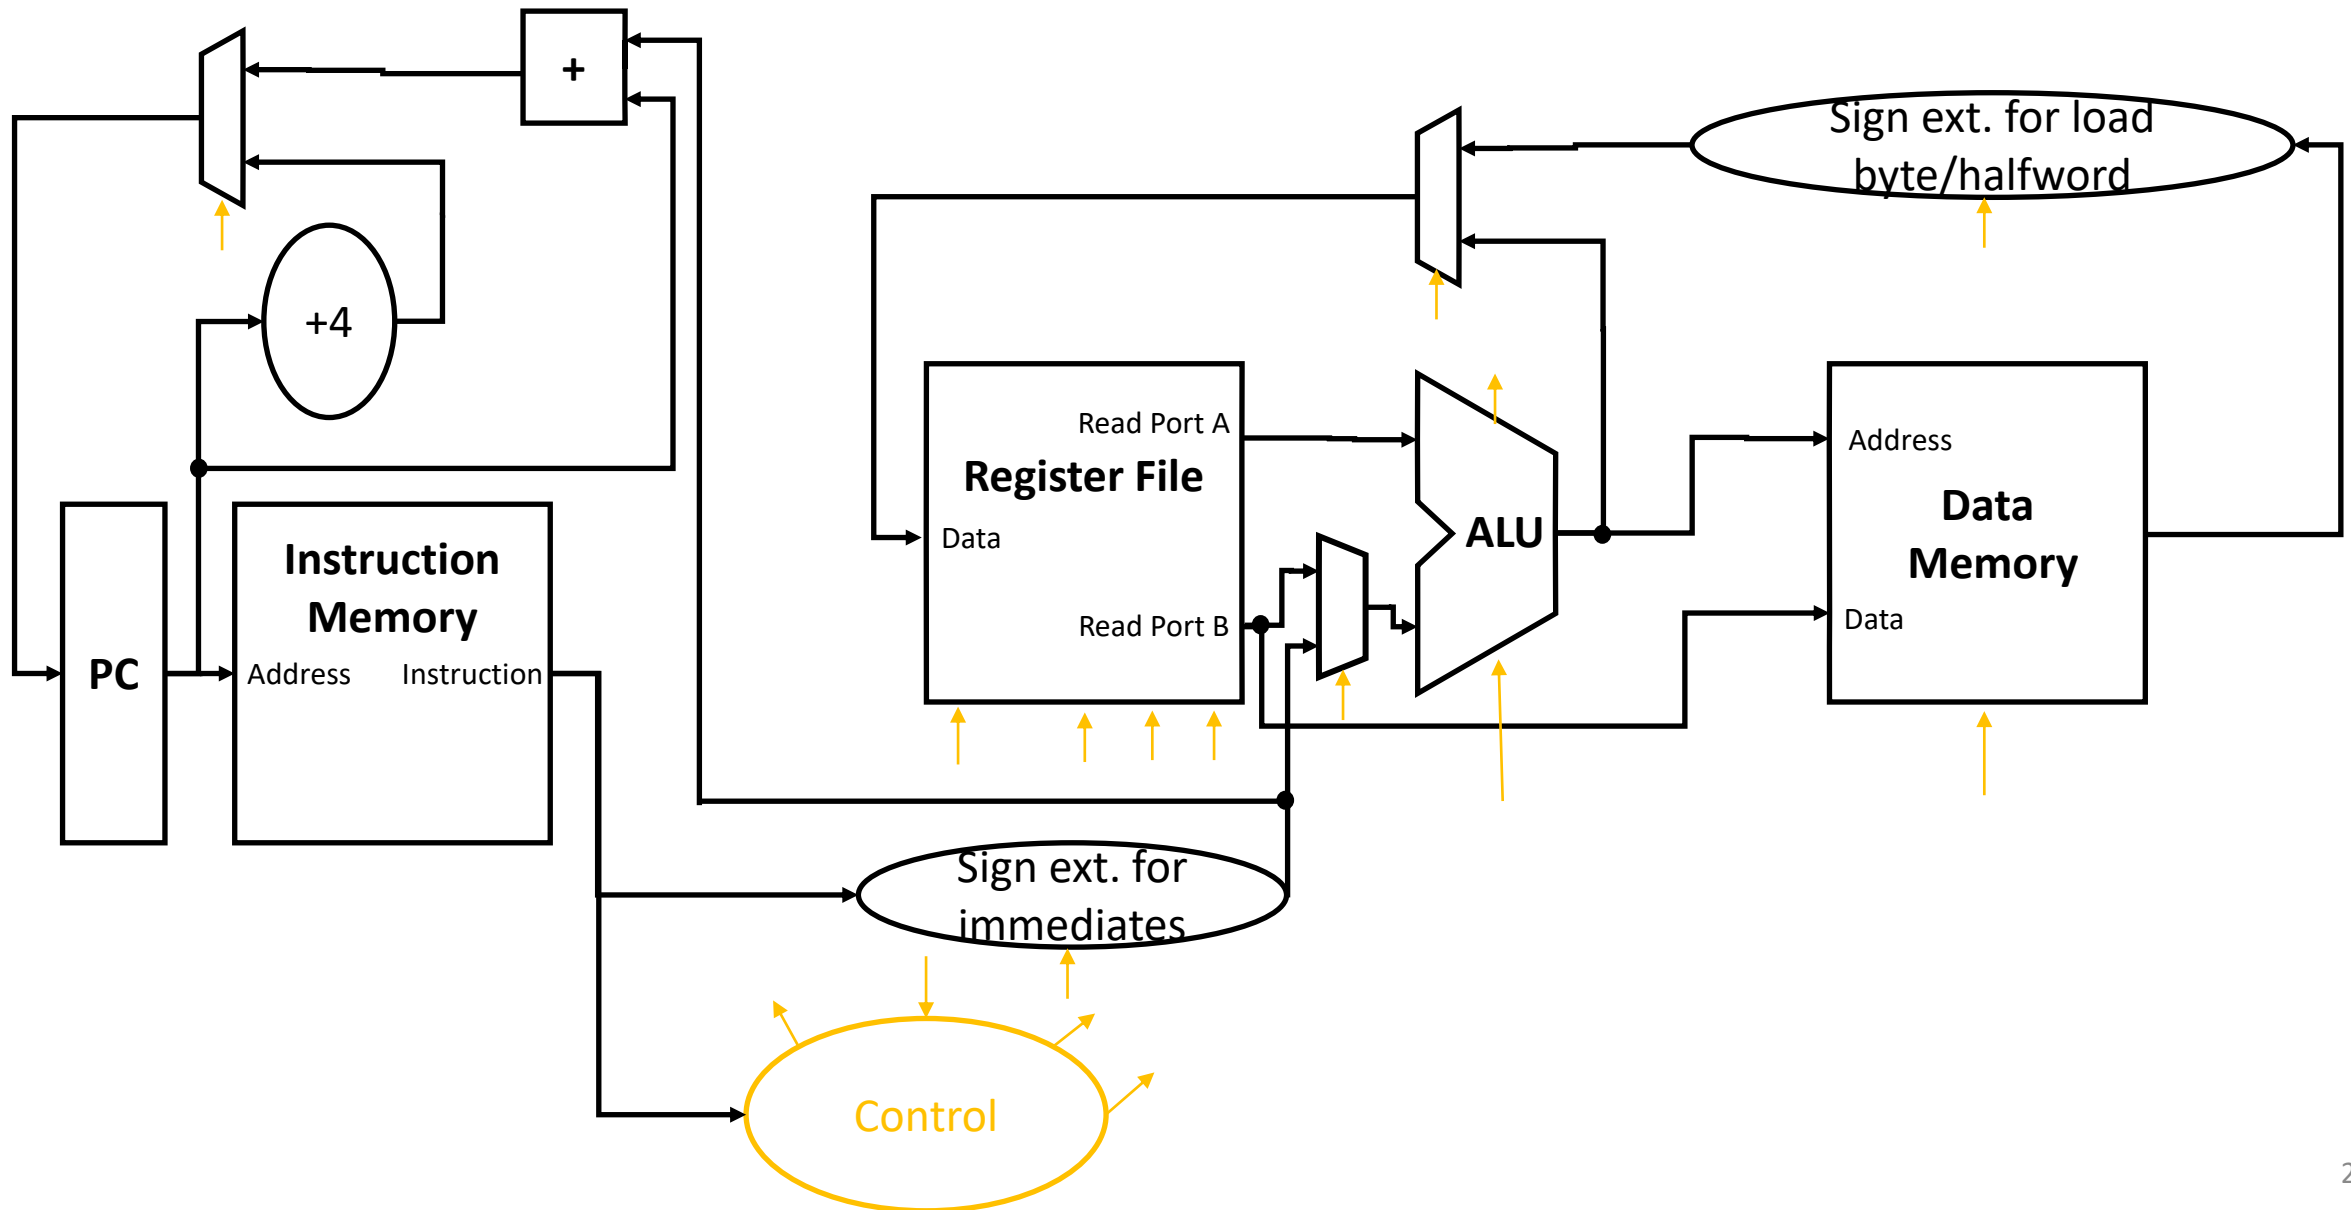 +
Sign ext. for load
byte/halfword
+4
Read Port A
Register File
Data
Read Port B
ALU
Address
Data
Memory
Data
Instruction
Memory
PC
Address
Instruction
Sign ext. for
immediates
Control
2